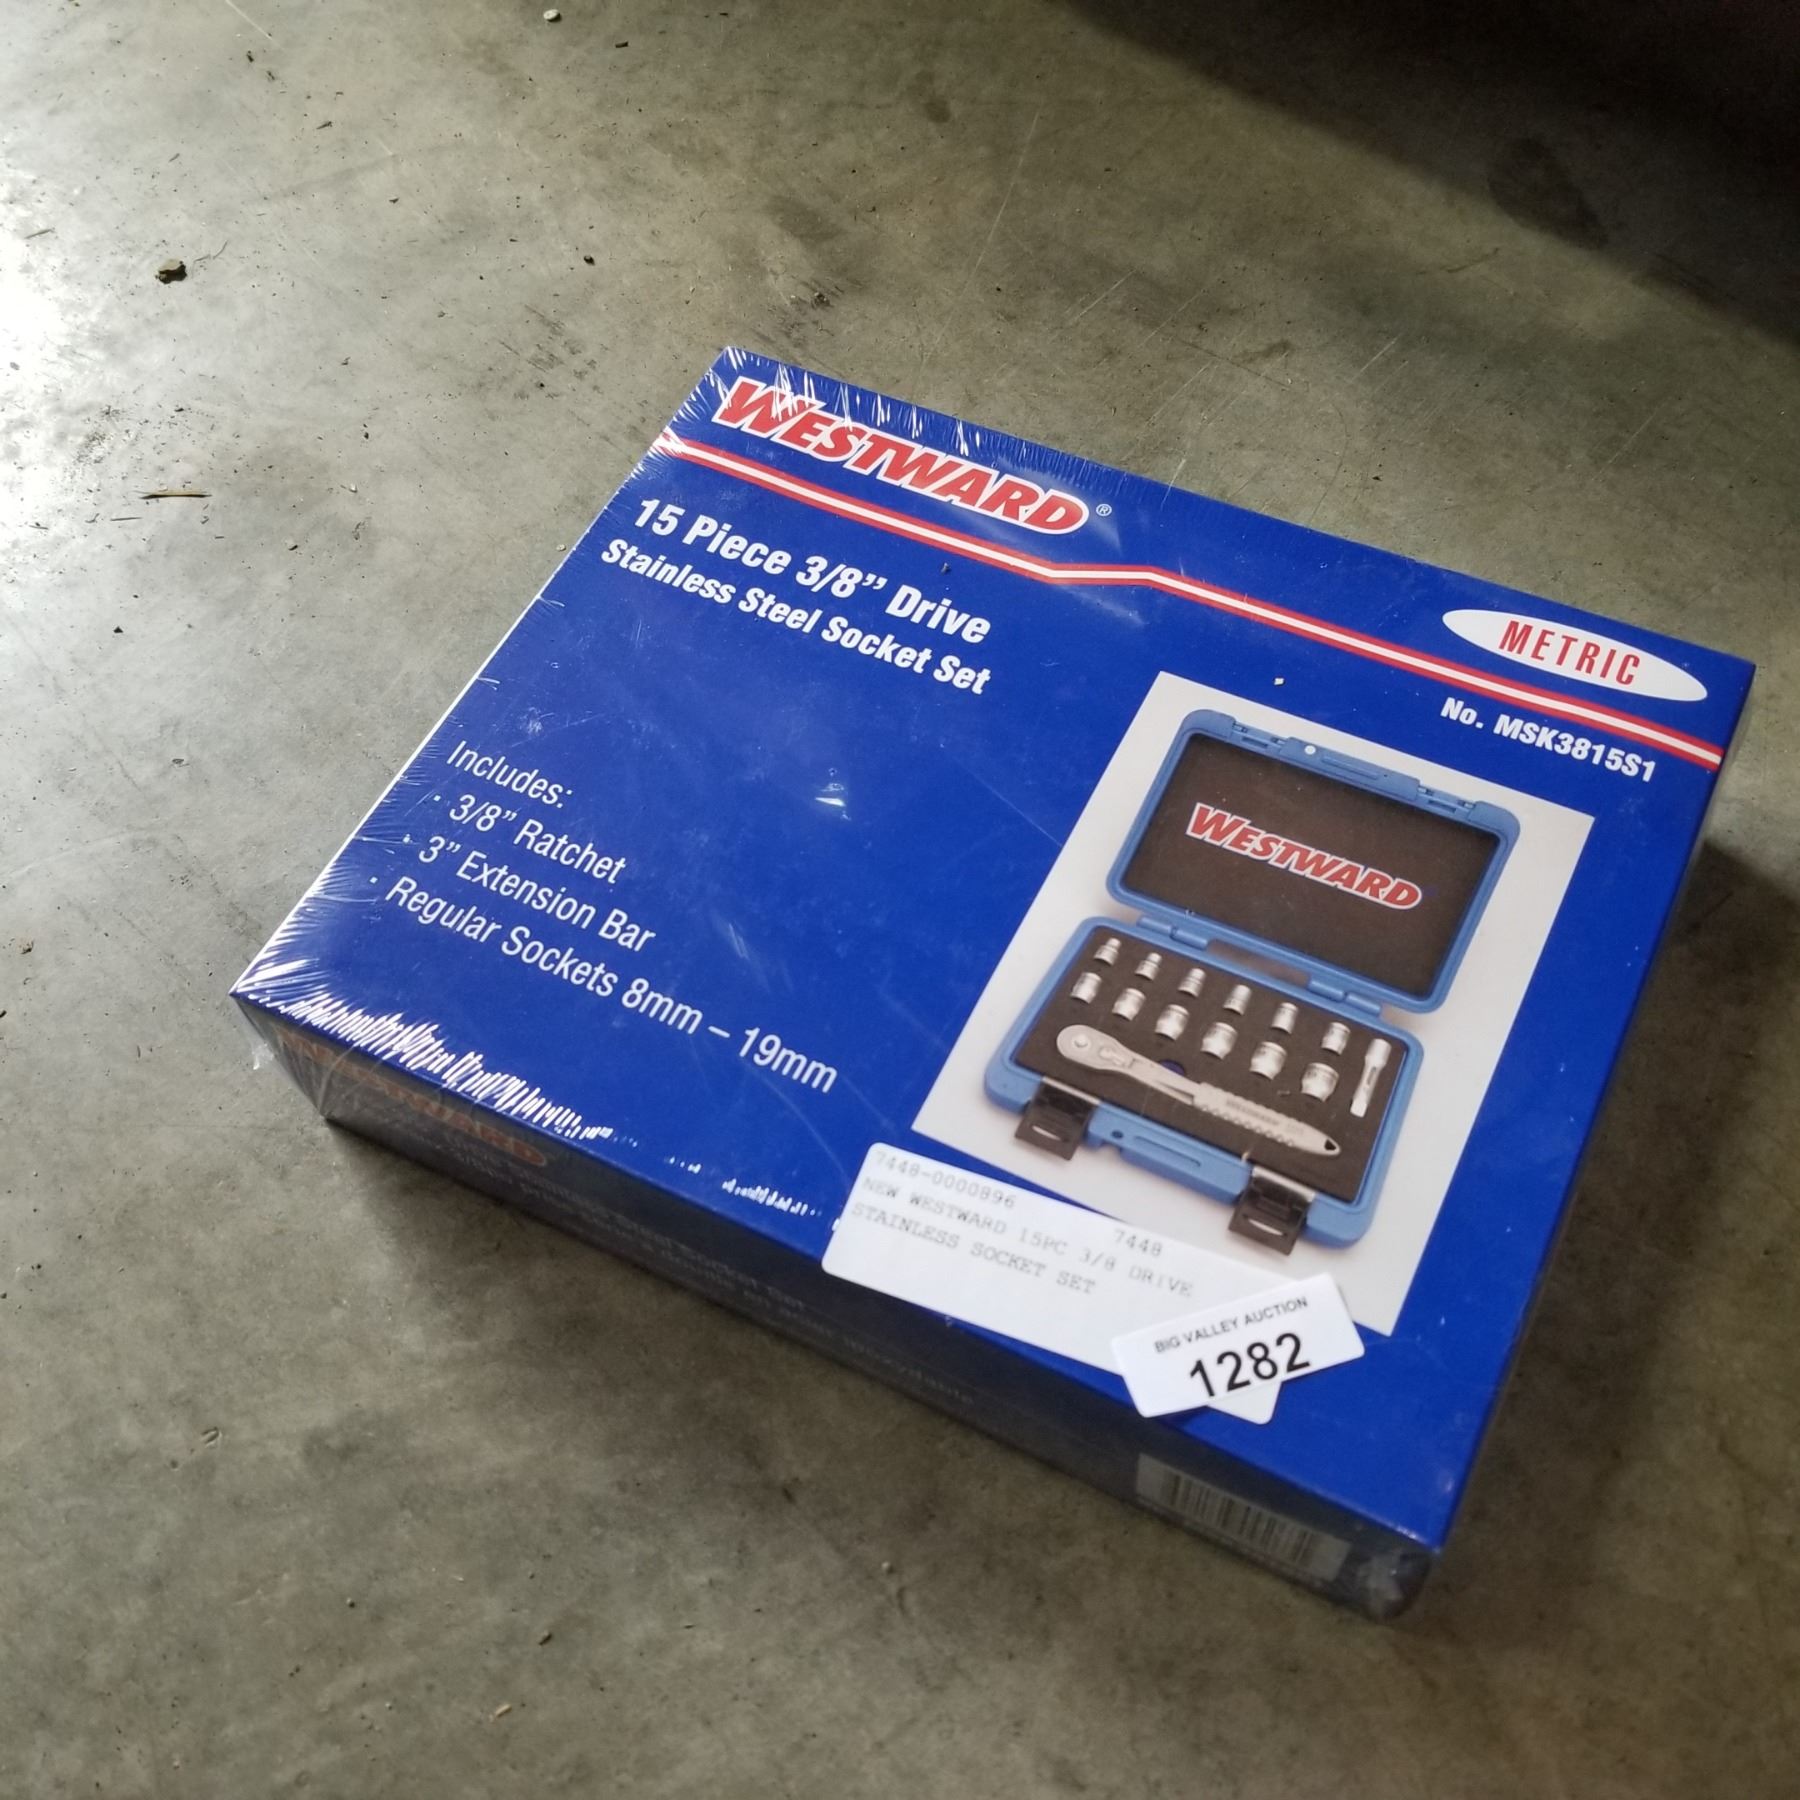 WESTWARD®
15 Piece 3/8” Drive
Stainless Steel Socket Set
METRIC
No. MSK3815S1
Includes:
· 3/8” Ratchet
· 3” Extension Bar
· Regular Sockets 8mm – 19mm
WESTWARD
7448-0000896
7448
NEW WESTWARD 15PC 3/8 DRIVE
STAINLESS SOCKET SET
BIG VALLEY AUCTION
1282
WESTWARD